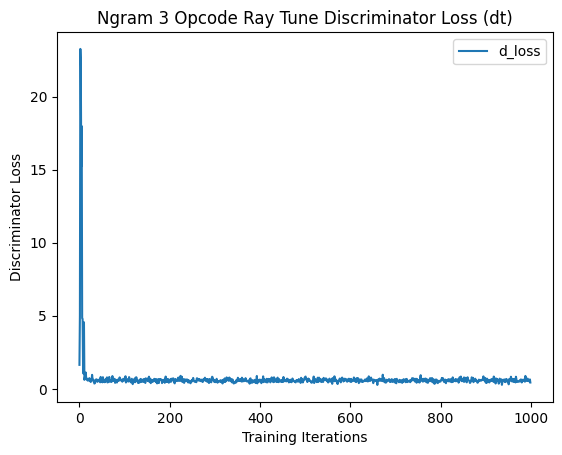 Ngram 3 Opcode Ray Tune Discriminator Loss (dt)
d_loss
20
15
10
5
0
Discriminator Loss
0 200 400 600 800 1000
Training Iterations